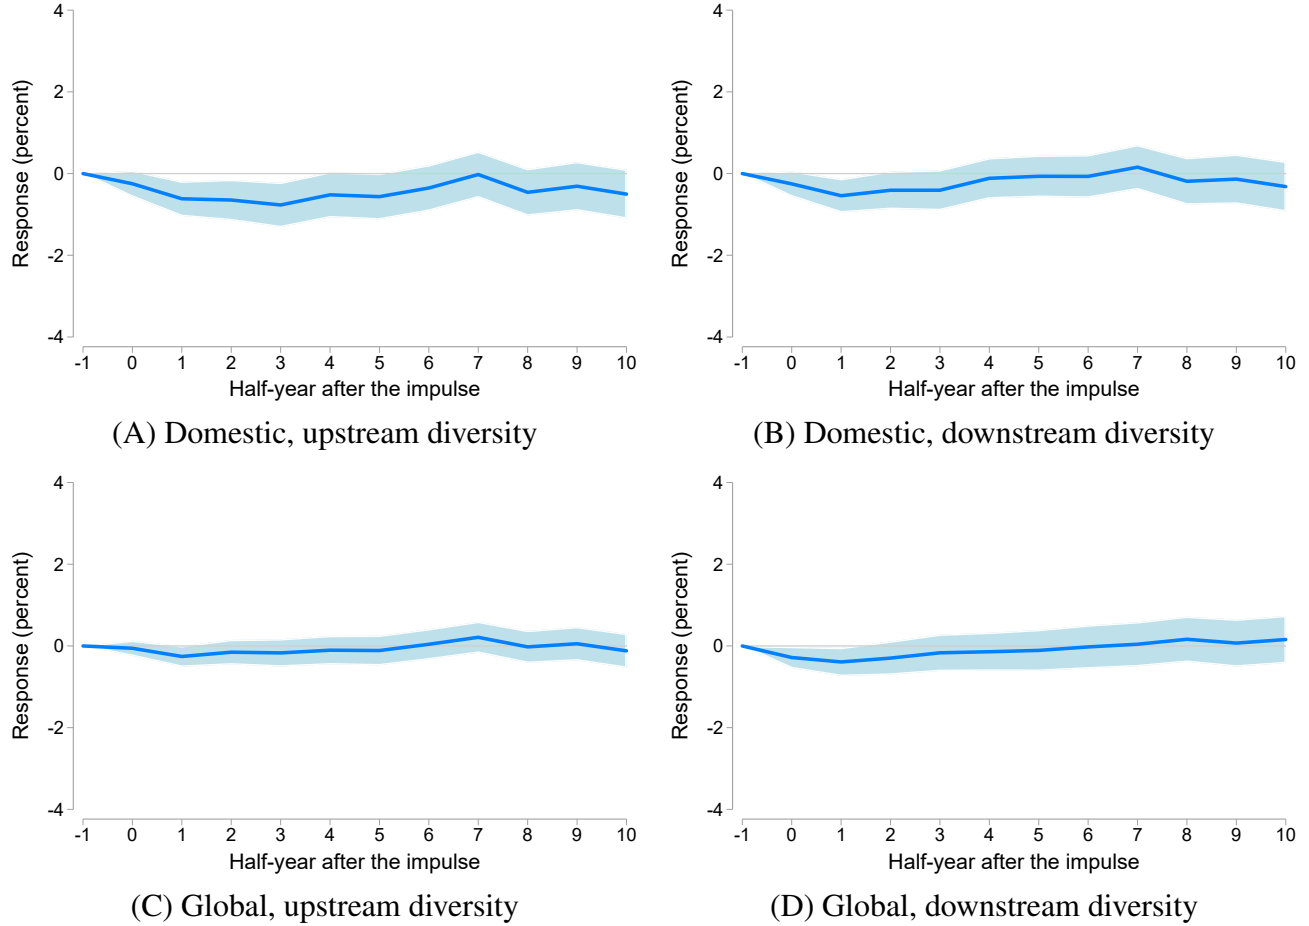 4
2
0
-2
-4
Response (percent)
-1 0 1 2 3 4 5 6 7 8 9 10
Half-year after the impulse
(A) Domestic, upstream diversity
4
2
0
-2
-4
Response (percent)
-1 0 1 2 3 4 5 6 7 8 9 10
Half-year after the impulse
(B) Domestic, downstream diversity
4
2
0
-2
-4
Response (percent)
-1 0 1 2 3 4 5 6 7 8 9 10
Half-year after the impulse
(C) Global, upstream diversity
4
2
0
-2
-4
Response (percent)
-1 0 1 2 3 4 5 6 7 8 9 10
Half-year after the impulse
(D) Global, downstream diversity